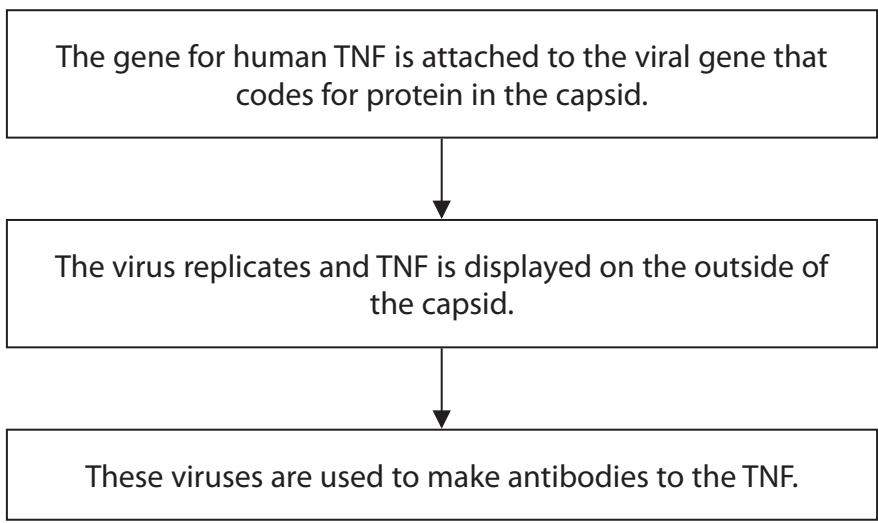 The gene for human TNF is attached to the viral gene that
codes for protein in the capsid.
The virus replicates and TNF is displayed on the outside of
the capsid.
These viruses are used to make antibodies to the TNF.